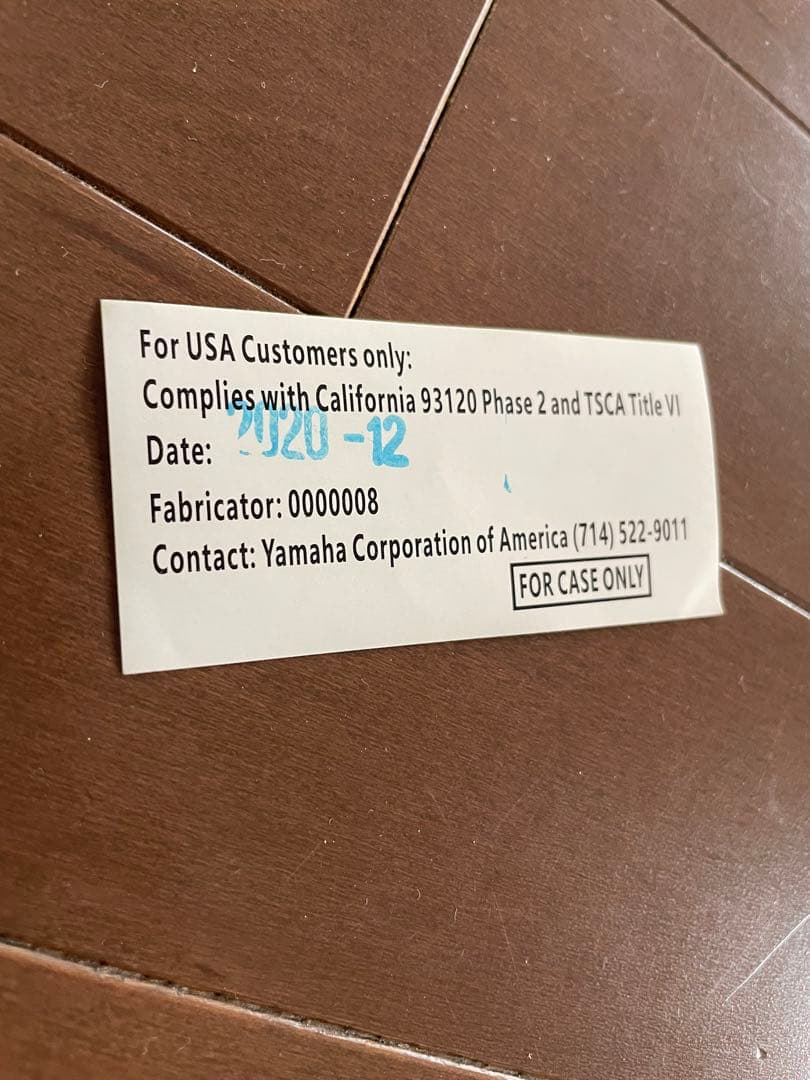 For USA Customers only:
Complies with California 93120 Phase 2 and TSCA Title VI
Date: 2020-12
Fabricator: 0000008
Contact: Yamaha Corporation of America (714) 522-9011
FOR CASE ONLY